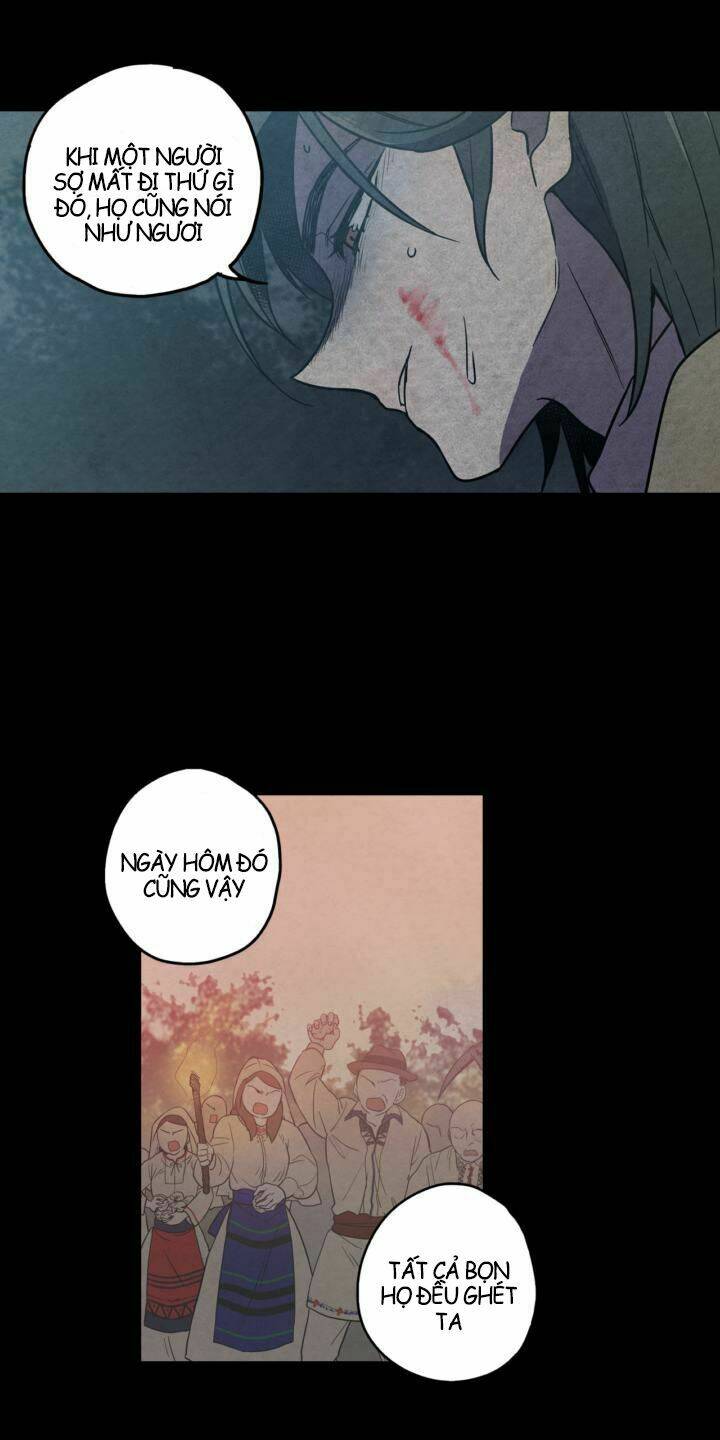 KHI MỘT NGƯỜI
SỢ MẤT ĐI THỨ GÌ
ĐÓ, HỌ CŨNG NÓI
NHƯ NGƯƠI
NGÀY HÔM ĐÓ
CŨNG VẬY
TẤT CẢ BỌN
HỌ ĐỀU GHÉT
TA